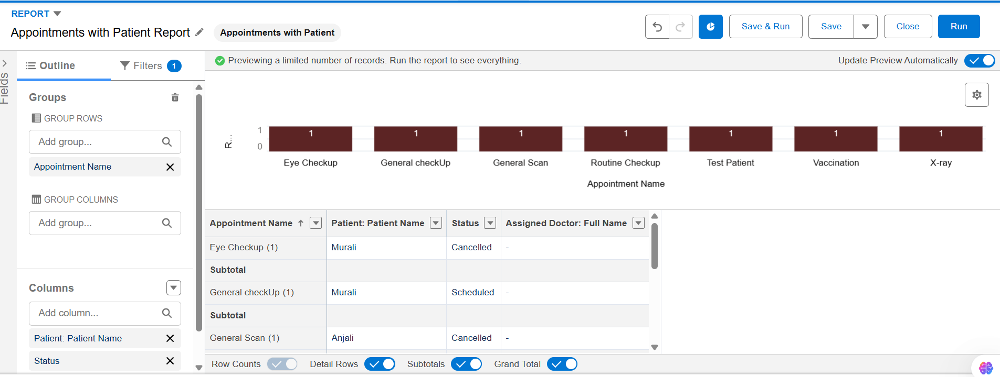 REPORT
Appointments with Patient Report
Appointments with Patient
Save & Run
Save
Close
Run
Fields
Outline
Filters
1
Previewing a limited number of records. Run the report to see everything.
Update Preview Automatically
Groups
GROUP ROWS
Add group...
Appointment Name
GROUP COLUMNS
Add group...
Columns
Add column...
Patient: Patient Name
Status
R...
1
0
1 1 1 1 1 1 1
Eye Checkup General checkUp General Scan Routine Checkup Test Patient Vaccination X-ray
Appointment Name
Appointment Name Patient: Patient Name Status Assigned Doctor: Full Name
Eye Checkup (1) Murali Cancelled -
Subtotal
General checkUp (1) Murali Scheduled -
Subtotal
General Scan (1) Anjali Cancelled -
Row Counts Detail Rows Subtotals Grand Total